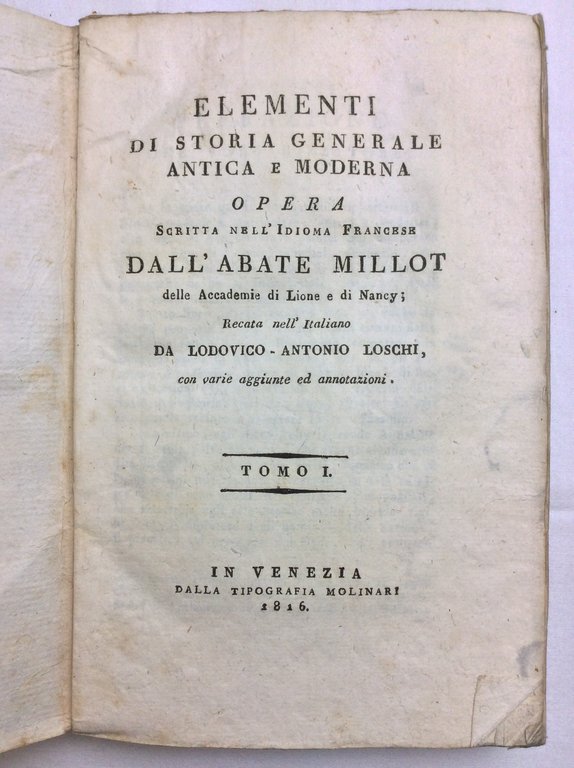 ELEMENTI
DI STORIA GENERALE
ANTICA E MODERNA
OPERA
SCRITTA NELL'IDIOMA FRANCESE
DALL'ABATE MILLOT
delle Accademie di Lione e di Nancy;
Recata nell' Italiano
DA LODOVICO - ANTONIO LOSCHI,
con varie aggiunte ed annotazioni.
TOMO I.
IN VENEZIA
DALLA TIPOGRAFIA MOLINARI
1816.